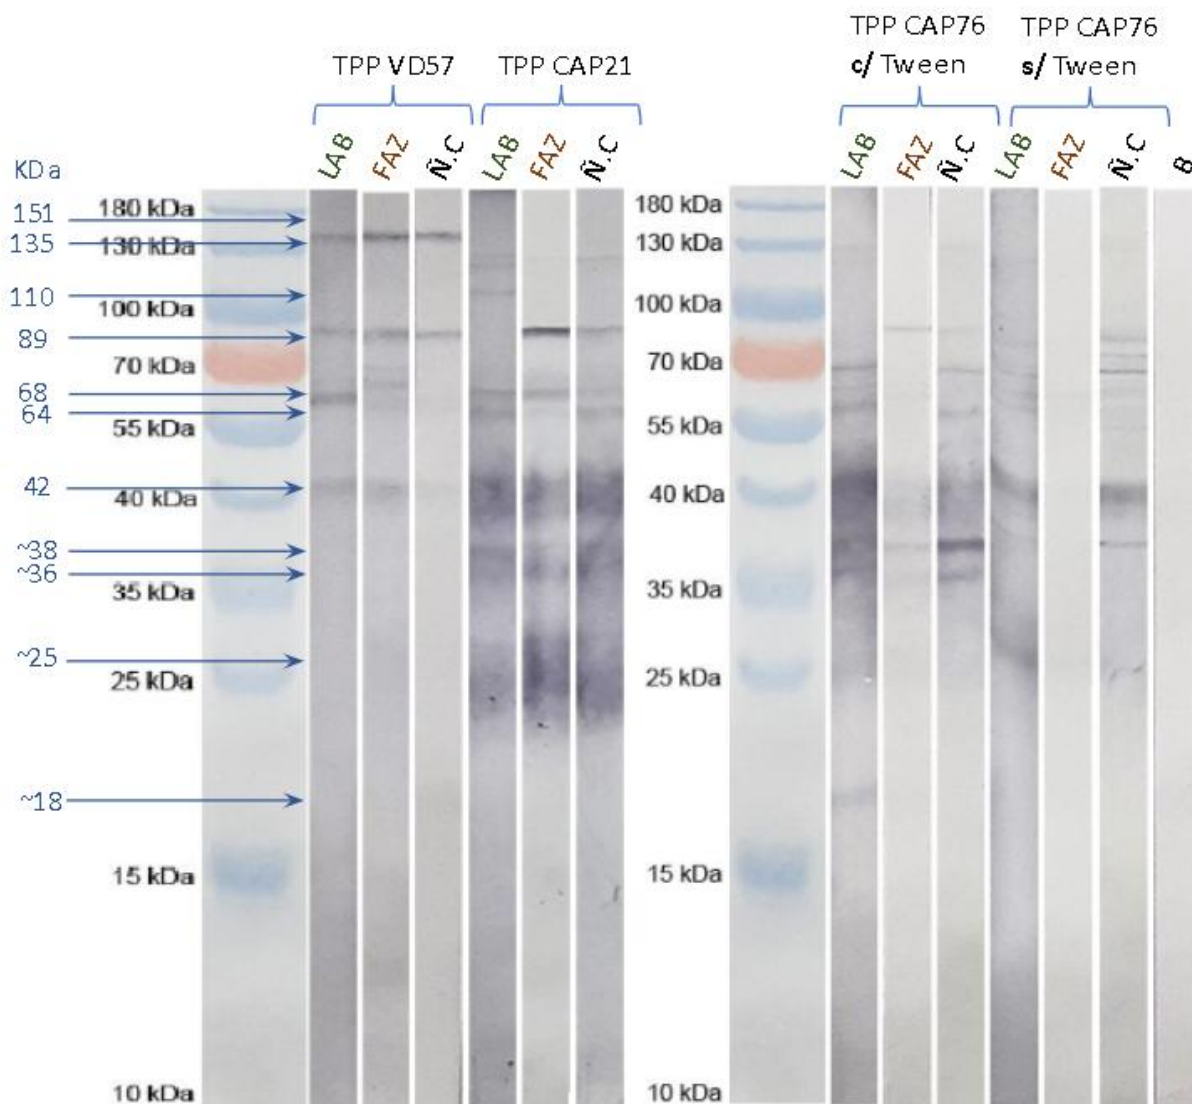 TPP VD57
TPP CAP21
TPP CAP76
c/ Tween
TPP CAP76
s/ Tween
LAB
FAZ
Ñ.C
LAB
FAZ
Ñ.C
LAB
FAZ
Ñ.C
LAB
FAZ
Ñ.C
B
KDa
151
135
110
89
68
64
42
~38
~36
~25
~18
180 kDa
130 kDa
100 kDa
70 kDa
55 kDa
40 kDa
35 kDa
25 kDa
15 kDa
10 kDa
180 kDa
130 kDa
100 kDa
70 kDa
55 kDa
40 kDa
35 kDa
25 kDa
15 kDa
10 kDa